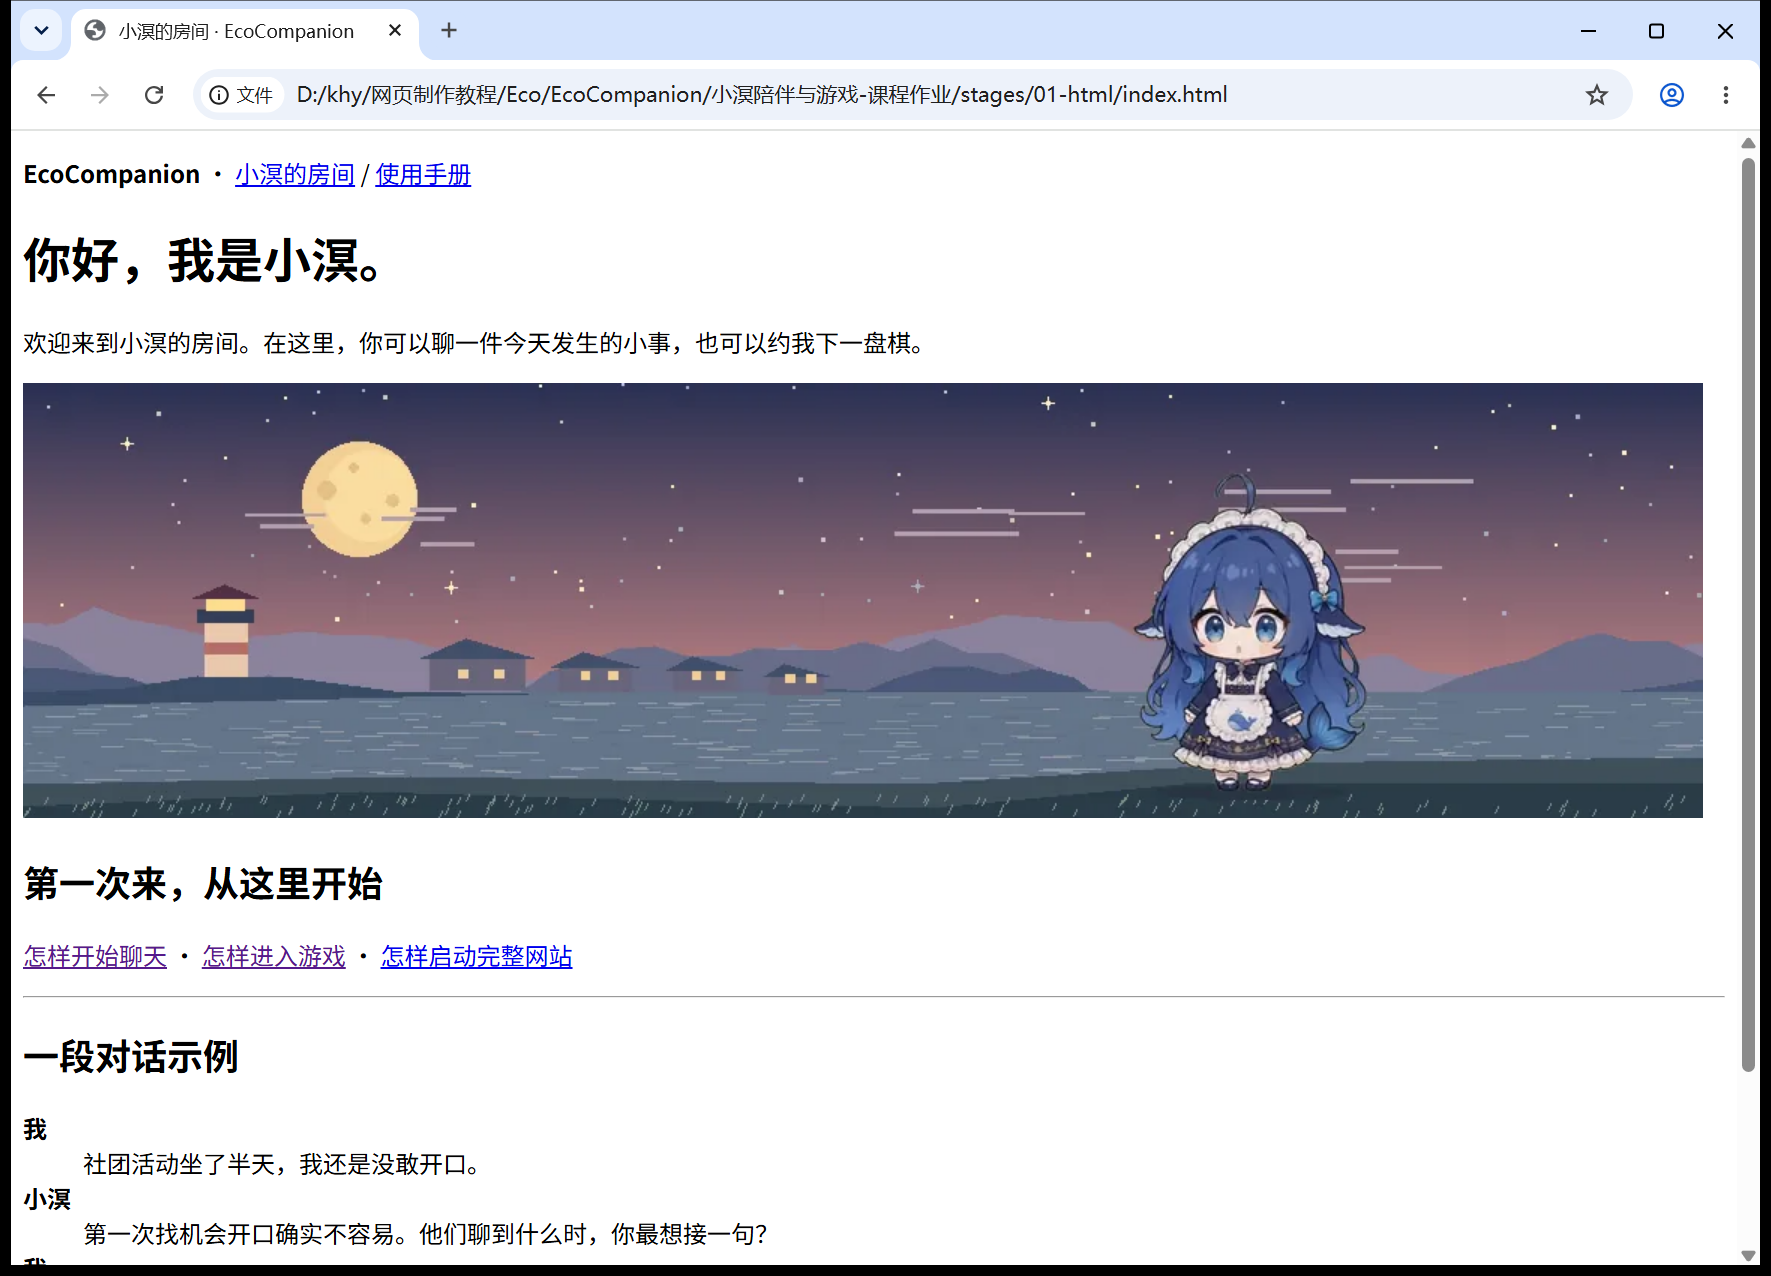 小溟的房间 · EcoCompanion
文件
D:/khy/网页制作教程/Eco/EcoCompanion/小溟陪伴与游戏-课程作业/stages/01-html/index.html
EcoCompanion · 小溟的房间 / 使用手册
你好，我是小溟。
欢迎来到小溟的房间。在这里，你可以聊一件今天发生的小事，也可以约我下一盘棋。
第一次来，从这里开始
怎样开始聊天 · 怎样进入游戏 · 怎样启动完整网站
一段对话示例
我
社团活动坐了半天，我还是没敢开口。
小溟
第一次找机会开口确实不容易。他们聊到什么时，你最想接一句？